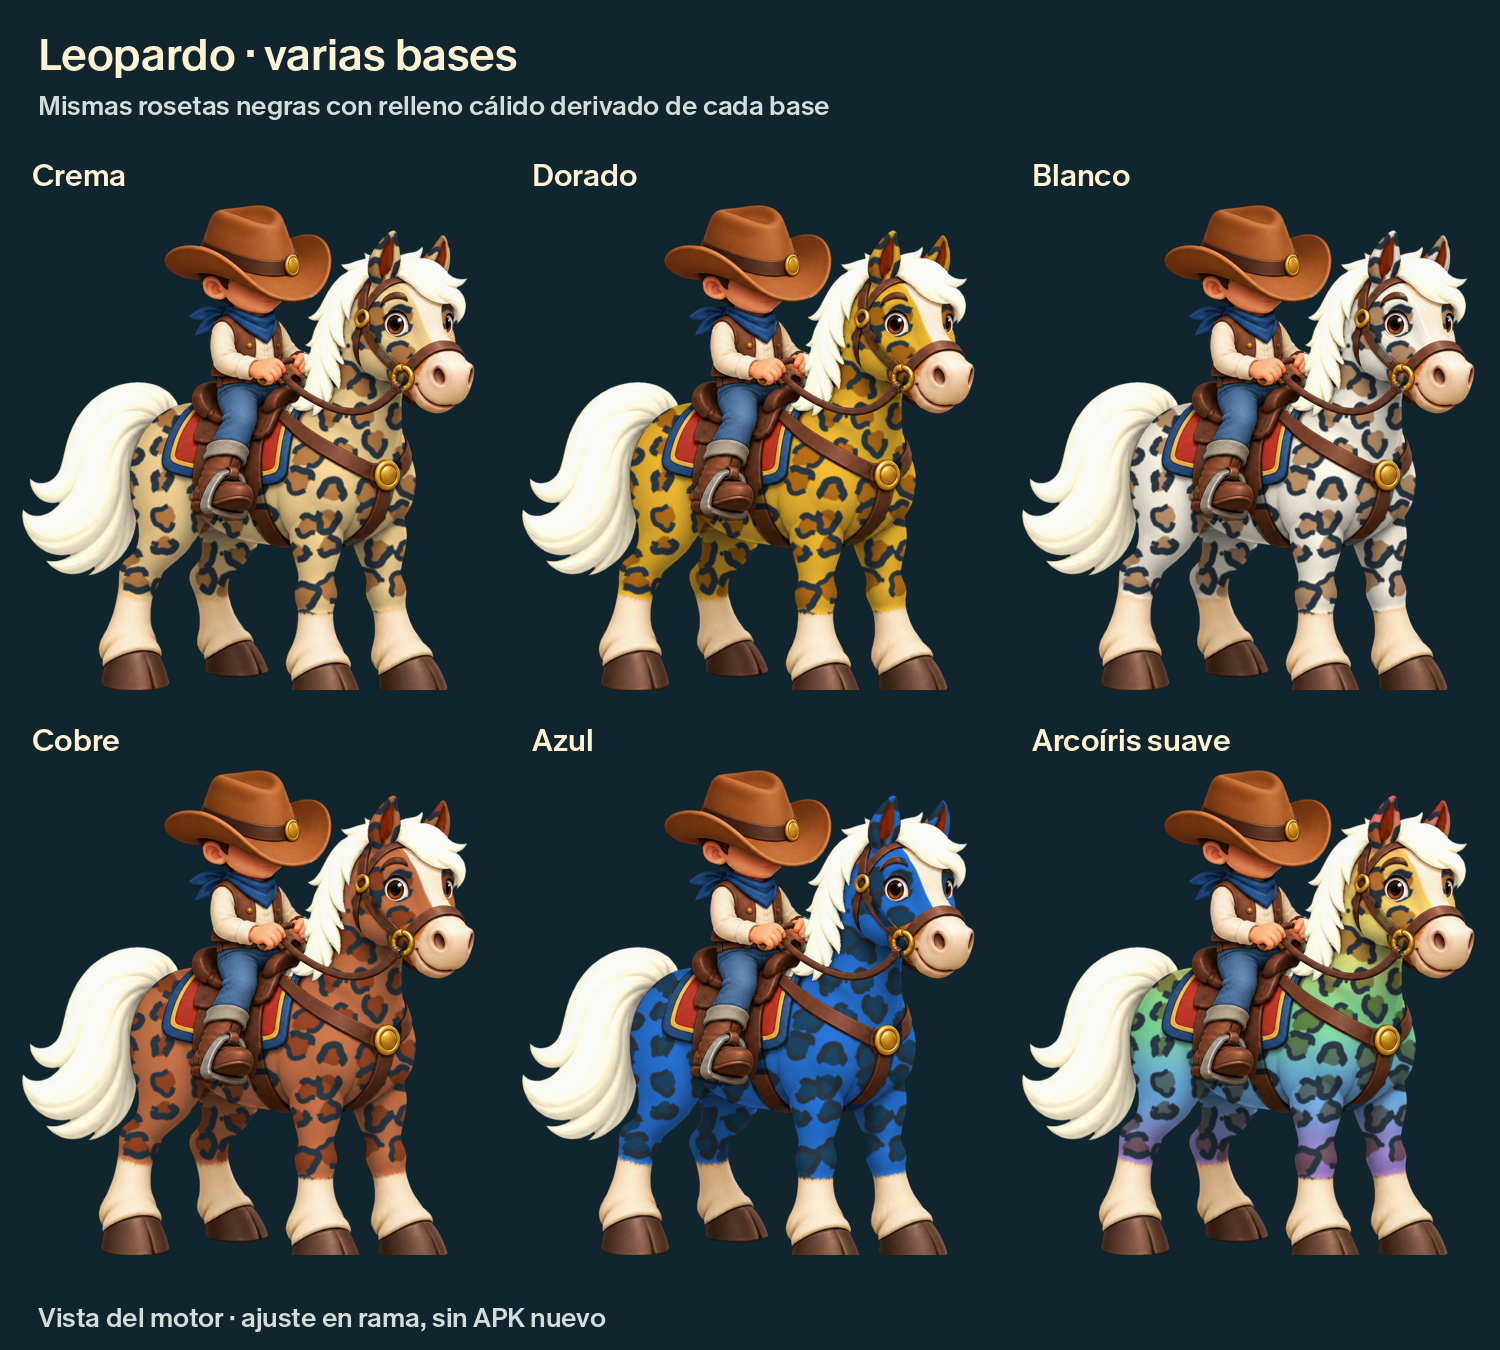 Leopardo · varias bases
Mismas rosetas negras con relleno cálido derivado de cada base
Crema
Dorado
Blanco
Cobre
Azul
Arcoíris suave
Vista del motor · ajuste en rama, sin APK nuevo